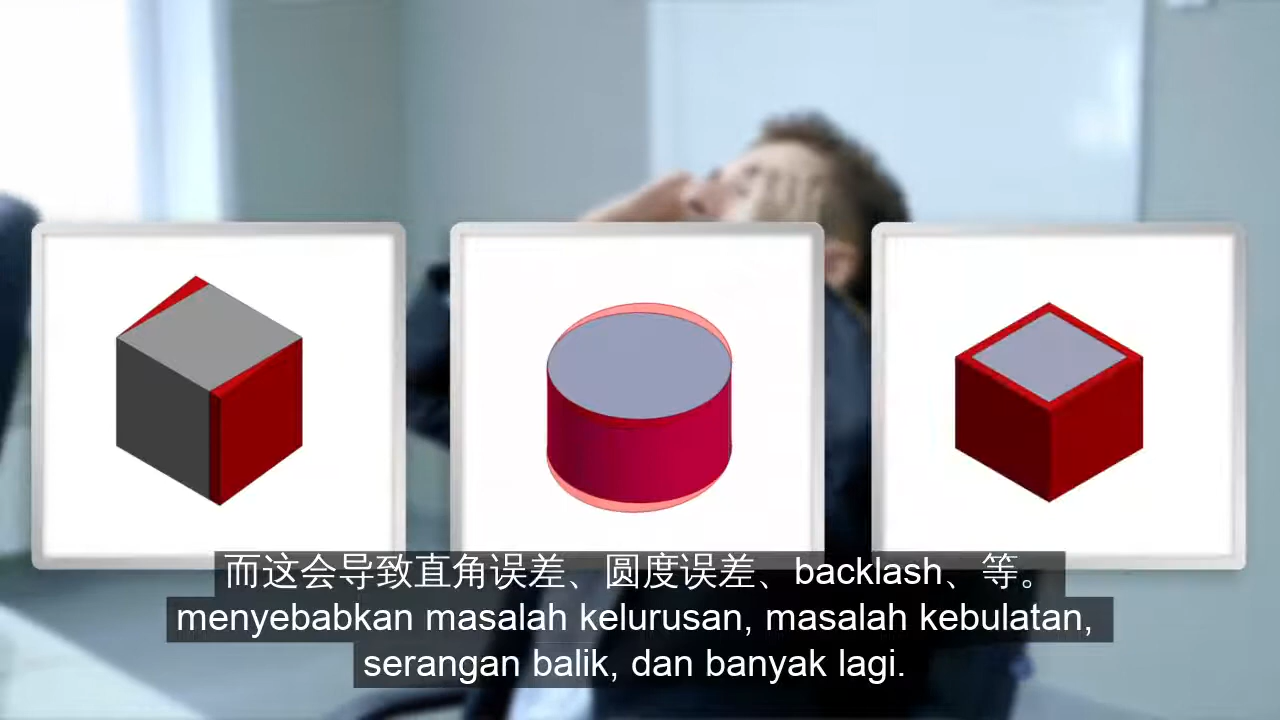 而这会导致直角误差、圆度误差、backlash、等。
menyebabkan masalah kelurusan, masalah kebulatan,
serangan balik, dan banyak lagi.